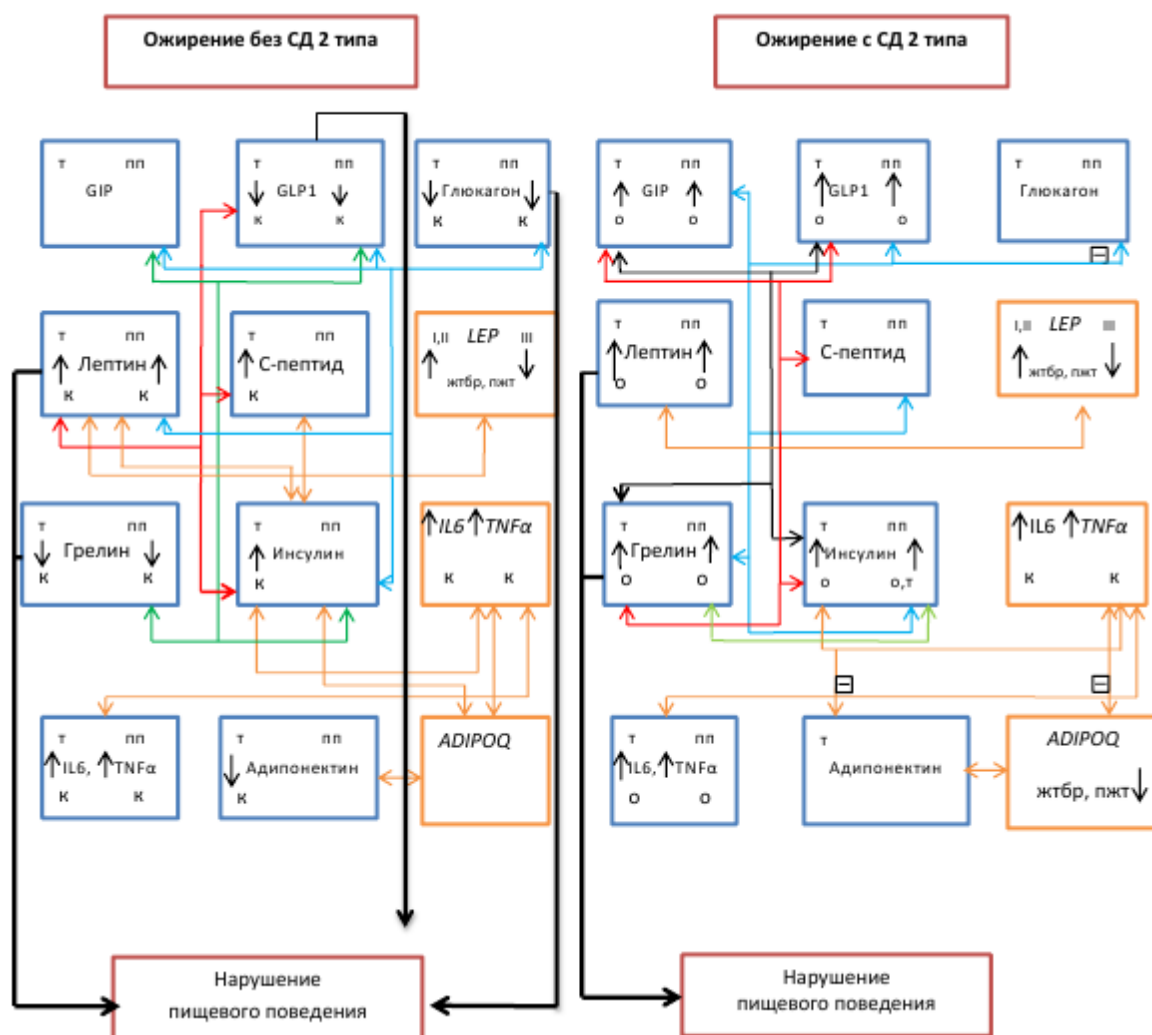 Ожирение без СД 2 типа
Ожирение с СД 2 типа
т пп
GIP
т пп
GLP1
к к
т пп
Глюкагон
к к
т пп
GIP
о о
т пп
GLP1
о о
т пп
Глюкагон
т пп
Лептин
к к
т пп
С-пептид
к
I,II LEP III
жтбр, пжт
т пп
Лептин
о о
т пп
С-пептид
I,II LEP III
жтбр, пжт
т пп
Грелин
к к
т пп
Инсулин
к
IL6 TNFα
к к
т пп
Грелин
о о
т пп
Инсулин
о о,т
IL6 TNFα
к к
т пп
IL6, TNFα
к к
т пп
Адипонектин
к
ADIPOQ
т пп
IL6, TNFα
о о
т
Адипонектин
ADIPOQ
жтбр, пжт
Нарушение
пищевого поведения
Нарушение
пищевого поведения